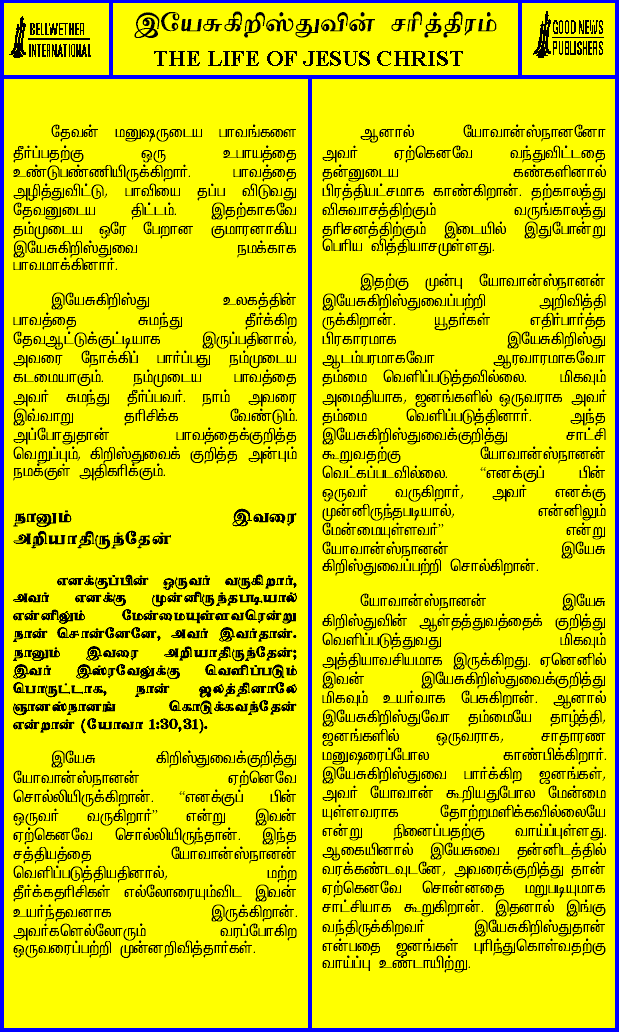 BELLWETHER
INTERNATIONAL
இயேசுகிறிஸ்துவின் சரித்திரம்
THE LIFE OF JESUS CHRIST
GOOD NEWS
PUBLISHERS
தேவன் மனுஷருடைய பாவங்களை
தீர்ப்பதற்கு ஒரு உபாயத்தை
உண்டுபண்ணியிருக்கிறார். பாவத்தை
அழித்துவிட்டு, பாவியை தப்ப விடுவது
தேவனுடைய திட்டம். இதற்காகவே
தம்முடைய ஒரே பேறான குமாரனாகிய
இயேசுகிறிஸ்துவை நமக்காக
பாவமாக்கினார்.
இயேசுகிறிஸ்து உலகத்தின்
பாவத்தை சுமந்து தீர்க்கிற
தேவஆட்டுக்குட்டியாக இருப்பதினால்,
அவரை நோக்கிப் பார்ப்பது நம்முடைய
கடமையாகும். நம்முடைய பாவத்தை
அவர் சுமந்து தீர்ப்பவர். நாம் அவரை
இவ்வாறு தரிசிக்க வேண்டும்.
அப்போதுதான் பாவத்தைக்குறித்த
வெறுப்பும், கிறிஸ்துவைக் குறித்த அன்பும்
நமக்குள் அதிகரிக்கும்.
நானும் இவரை
அறியாதிருந்தேன்
எனக்குப்பின் ஒருவர் வருகிறார்,
அவர் எனக்கு முன்னிருந்தபடியால்
என்னிலும் மேன்மையுள்ளவரென்று
நான் சொன்னேனே, அவர் இவர்தான்.
நானும் இவரை அறியாதிருந்தேன்;
இவர் இஸ்ரவேலுக்கு வெளிப்படும்
பொருட்டாக, நான் ஜலத்தினாலே
ஞானஸ்நானங் கொடுக்கவந்தேன்
என்றான் (யோவா 1:30,31).
இயேசு கிறிஸ்துவைக்குறித்து
யோவான்ஸ்நானன் ஏற்னெவே
சொல்லியிருக்கிறான். “எனக்குப் பின்
ஒருவர் வருகிறார்” என்று இவன்
ஏற்கெனவே சொல்லியிருந்தான். இந்த
சத்தியத்தை யோவான்ஸ்நானன்
வெளிப்படுத்தியதினால், மற்ற
தீர்க்கதரிசிகள் எல்லோரையும்விட இவன்
உயர்ந்தவனாக இருக்கிறான்.
அவர்களெல்லோரும் வரப்போகிற
ஒருவரைப்பற்றி முன்னறிவித்தார்கள்.
ஆனால் யோவான்ஸ்நானனோ
அவர் ஏற்கெனவே வந்துவிட்டதை
தன்னுடைய கண்களினால்
பிரத்தியட்சமாக காண்கிறான். தற்காலத்து
விசுவாசத்திற்கும் வருங்காலத்து
தரிசனத்திற்கும் இடையில் இதுபோன்று
பெரிய வித்தியாசமுள்ளது.
இதற்கு முன்பு யோவான்ஸ்நானன்
இயேசுகிறிஸ்துவைப்பற்றி அறிவித்தி
ருக்கிறான். யூதர்கள் எதிர்பார்த்த
பிரகாரமாக இயேசுகிறிஸ்து
ஆடம்பரமாகவோ ஆரவாரமாகவோ
தம்மை வெளிப்படுத்தவில்லை. மிகவும்
அமைதியாக, ஜனங்களில் ஒருவராக அவர்
தம்மை வெளிப்படுத்தினார். அந்த
இயேசுகிறிஸ்துவைக்குறித்து சாட்சி
கூறுவதற்கு யோவான்ஸ்நானன்
வெட்கப்படவில்லை. “எனக்குப் பின்
ஒருவர் வருகிறார், அவர் எனக்கு
முன்னிருந்தபடியால், என்னிலும்
மேன்மையுள்ளவர்” என்று
யோவான்ஸ்நானன் இயேசு
கிறிஸ்துவைப்பற்றி சொல்கிறான்.
யோவான்ஸ்நானன் இயேசு
கிறிஸ்துவின் ஆள்தத்துவத்தைக் குறித்து
வெளிப்படுத்துவது மிகவும்
அத்தியாவசியமாக இருக்கிறது. ஏனெனில்
இவன் இயேசுகிறிஸ்துவைக்குறித்து
மிகவும் உயர்வாக பேசுகிறான். ஆனால்
இயேசுகிறிஸ்துவோ தம்மையே தாழ்த்தி,
ஜனங்களில் ஒருவராக, சாதாரண
மனுஷரைப்போல காண்பிக்கிறார்.
இயேசுகிறிஸ்துவை பார்க்கிற ஜனங்கள்,
அவர் யோவான் கூறியதுபோல மேன்மை
யுள்ளவராக தோற்றமளிக்கவில்லையே
என்று நினைப்பதற்கு வாய்ப்புள்ளது.
ஆகையினால் இயேசுவை தன்னிடத்தில்
வரக்கண்டவுடனே, அவரைக்குறித்து தான்
ஏற்கெனவே சொன்னதை மறுபடியுமாக
சாட்சியாக கூறுகிறான். இதனால் இங்கு
வந்திருக்கிறவர் இயேசுகிறிஸ்துதான்
என்பதை ஜனங்கள் புரிந்துகொள்வதற்கு
வாய்ப்பு உண்டாயிற்று.